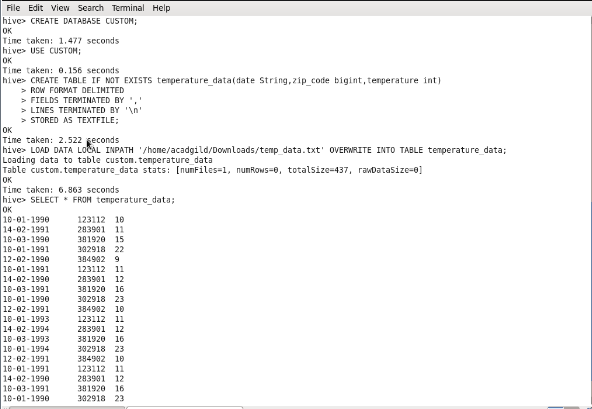 File Edit View Search Terminal Help
hive> CREATE DATABASE CUSTOM;
OK
Time taken: 1.477 seconds
hive> USE CUSTOM;
OK
Time taken: 0.156 seconds
hive> CREATE TABLE IF NOT EXISTS temperature_data(date String,zip_code bigint,temperature int)
    > ROW FORMAT DELIMITED
    > FIELDS TERMINATED BY ','
    > LINES TERMINATED BY '\n'
    > STORED AS TEXTFILE;
OK
Time taken: 2.522 seconds
hive> LOAD DATA LOCAL INPATH '/home/acadgild/Downloads/temp_data.txt' OVERWRITE INTO TABLE temperature_data;
Loading data to table custom.temperature_data
Table custom.temperature_data stats: [numFiles=1, numRows=0, totalSize=437, rawDataSize=0]
OK
Time taken: 6.863 seconds
hive> SELECT * FROM temperature_data;
OK
10-01-1990 123112 10
14-02-1991 283901 11
10-03-1990 381920 15
10-01-1991 302918 22
12-02-1990 384902 9
10-01-1991 123112 11
14-02-1990 283901 12
10-03-1991 381920 16
10-01-1990 302918 23
12-02-1991 384902 10
10-01-1993 123112 11
14-02-1994 283901 12
10-03-1993 381920 16
10-01-1994 302918 23
12-02-1991 384902 10
10-01-1991 123112 11
14-02-1990 283901 12
10-03-1991 381920 16
10-01-1990 302918 23